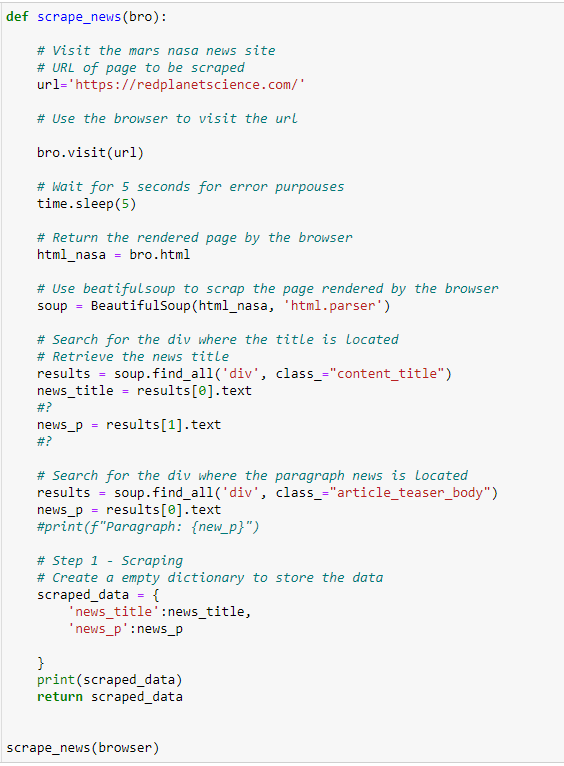 def scrape_news(bro):
# Visit the mars nasa news site
# URL of page to be scraped
url='https://redplanetscience.com/'
# Use the browser to visit the url
bro.visit(url)
# Wait for 5 seconds for error purpouses
time.sleep(5)
# Return the rendered page by the browser
html_nasa = bro.html
# Use beatifulsoup to scrap the page rendered by the browser
soup = BeautifulSoup(html_nasa, 'html.parser')
# Search for the div where the title is located
# Retrieve the news title
results = soup.find_all('div', class_="content_title")
news_title = results[0].text
#?
news_p = results[1].text
#?
# Search for the div where the paragraph news is located
results = soup.find_all('div', class_="article_teaser_body")
news_p = results[0].text
#print(f"Paragraph: {new_p}")
# Step 1 - Scraping
# Create a empty dictionary to store the data
scraped_data = {
'news_title':news_title,
'news_p':news_p
}
print(scraped_data)
return scraped_data
scrape_news(browser)